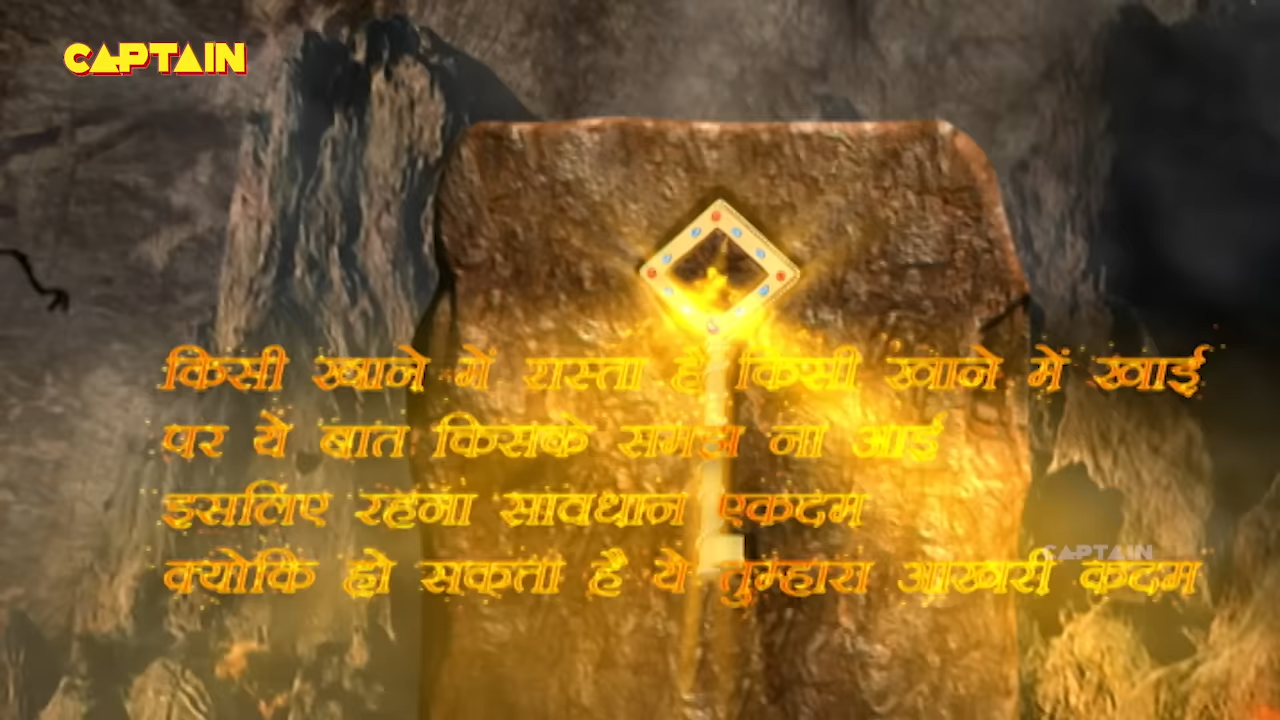 CAPTAIN
किसी खाने में रास्ता है किसी खाने में खाई
पर ये बात किसके समझ ना आई
इसलिए रहना सावधान एकदम
क्योकि हो सकता है ये तुम्हारा आखरी कदम
CAPTAIN